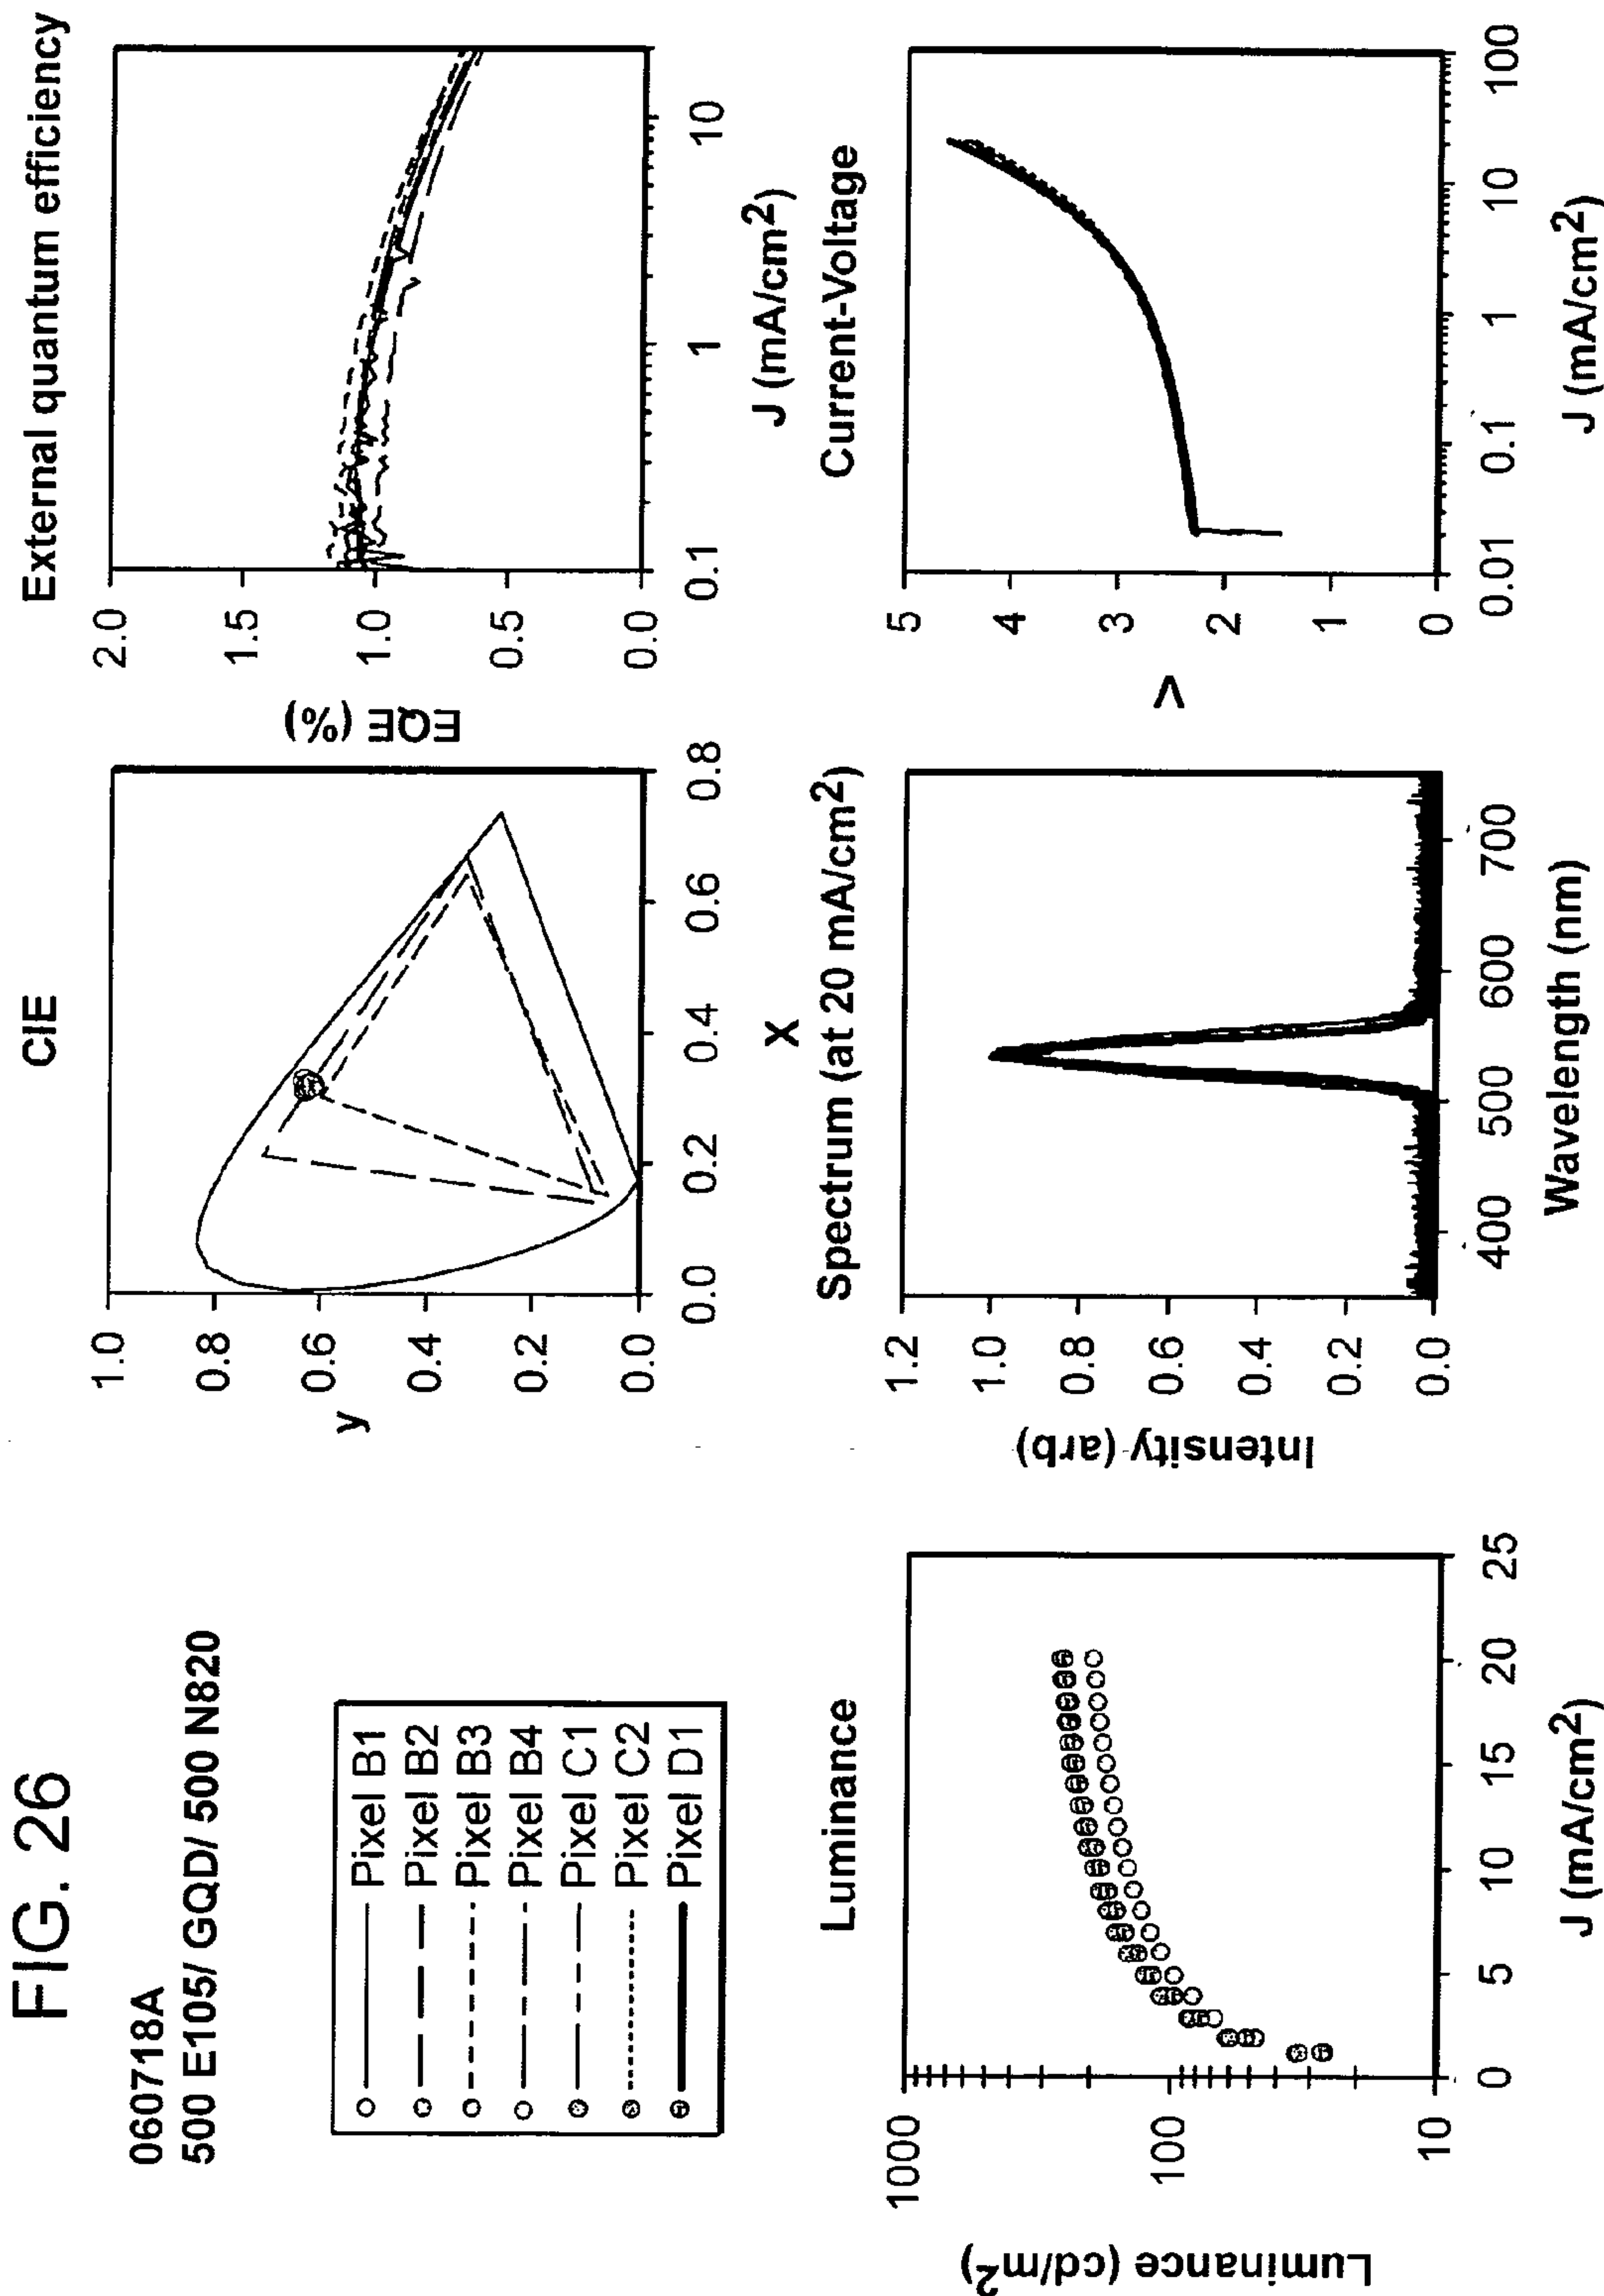 FIG. 26
060718A
500 E105/ GQD/ 500 N820
Pixel B1
Pixel B2
Pixel B3
Pixel B4
Pixel C1
Pixel C2
Pixel D1
CIE
y
1.0
0.8
0.6
0.4
0.2
0.0
0.0 0.2 0.4 0.6 0.8
X
External quantum efficiency
EQE (%)
2.0
1.5
1.0
0.5
0.0
0.1 1 10
J (mA/cm2)
Luminance
Luminance (cd/m2)
1000
100
10
0 5 10 15 20 25
J (mA/cm2)
Spectrum (at 20 mA/cm2)
Intensity (arb)
1.2
1.0
0.8
0.6
0.4
0.2
0.0
400 500 600 700
Wavelength (nm)
Current-Voltage
V
5
4
3
2
1
0
0.01 0.1 1 10 100
J (mA/cm2)